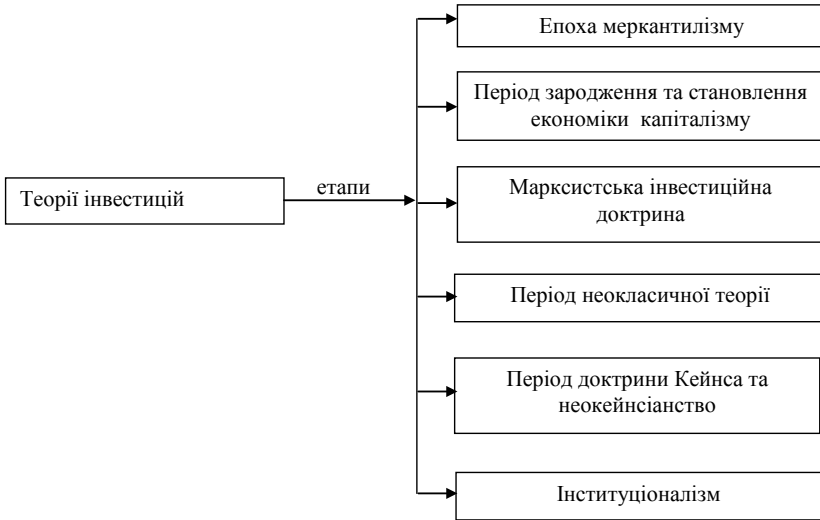 Епоха меркантилізму
Період зародження та становлення
економіки капіталізму
Теорії інвестицій
етапи
Марксистська інвестиційна
доктрина
Період неокласичної теорії
Період доктрини Кейнса та
неокейнсіанство
Інституціоналізм